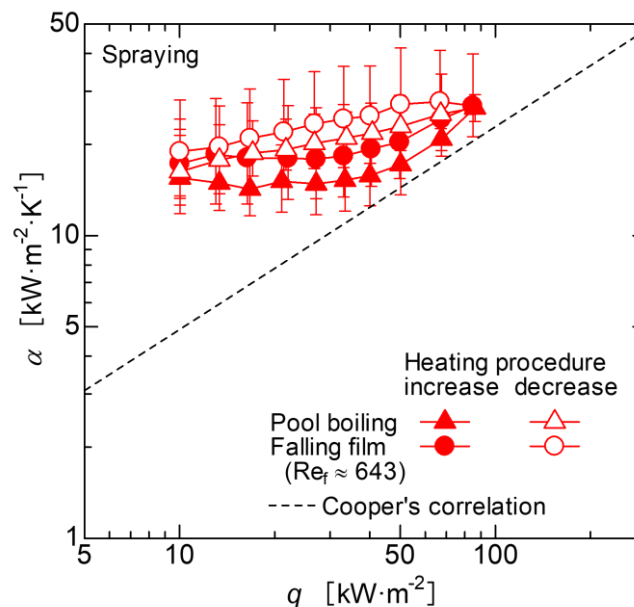 50
Spraying
10
5
1
α [kW·m⁻²·K⁻¹]
Heating procedure
increase decrease
Pool boiling
Falling film
(Re_f ≈ 643)
Cooper's correlation
5 10 50 100
q [kW·m⁻²]